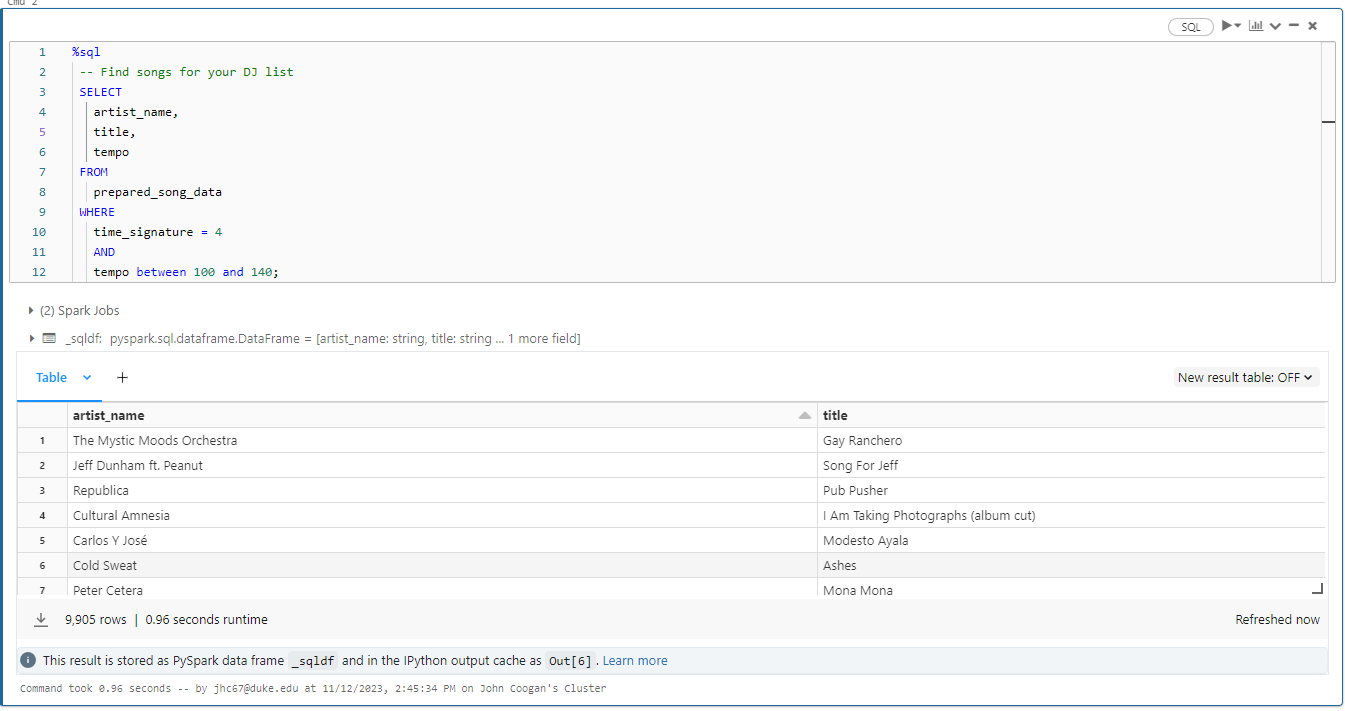 Cmd 2
SQL
1 %sql
2 -- Find songs for your DJ list
3 SELECT
4 artist_name,
5 title,
6 tempo
7 FROM
8 prepared_song_data
9 WHERE
10 time_signature = 4
11 AND
12 tempo between 100 and 140;
(2) Spark Jobs
_sqldf: pyspark.sql.dataframe.DataFrame = [artist_name: string, title: string ... 1 more field]
Table + New result table: OFF
artist_name title
1 The Mystic Moods Orchestra Gay Ranchero
2 Jeff Dunham ft. Peanut Song For Jeff
3 Republica Pub Pusher
4 Cultural Amnesia I Am Taking Photographs (album cut)
5 Carlos Y José Modesto Ayala
6 Cold Sweat Ashes
7 Peter Cetera Mona Mona
9,905 rows | 0.96 seconds runtime Refreshed now
This result is stored as PySpark data frame _sqldf and in the IPython output cache as Out[6]. Learn more
Command took 0.96 seconds -- by jhc67@duke.edu at 11/12/2023, 2:45:34 PM on John Coogan's Cluster